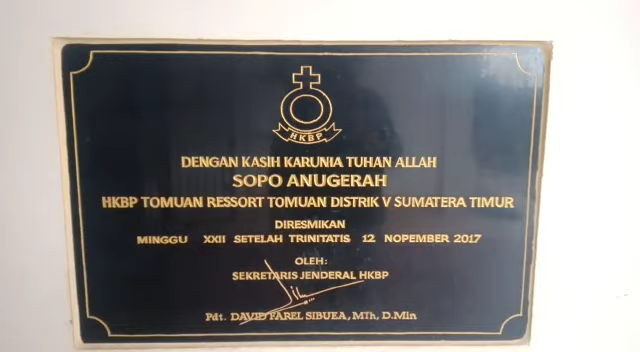 HKBP
DENGAN KASIH KARUNIA TUHAN ALLAH
SOPO ANUGERAH
HKBP TOMUAN RESSORT TOMUAN DISTRIK V SUMATERA TIMUR
DIRESMIKAN
MINGGU XXII SETELAH TRINITATIS 12 NOPEMBER 2017
OLEH:
SEKRETARIS JENDERAL HKBP
Pdt. DAVID FAREL SIBUEA, MTh, D.Min